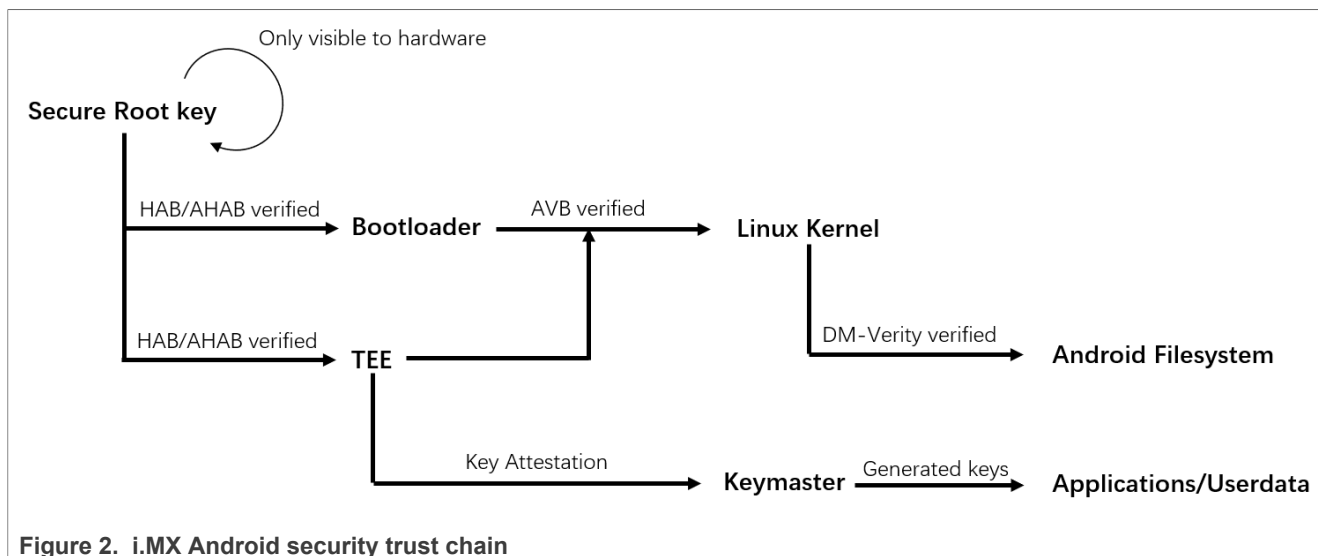 Only visible to hardware
Secure Root key
HAB/AHAB verified
Bootloader
AVB verified
Linux Kernel
HAB/AHAB verified
TEE
DM-Verity verified
Android Filesystem
Key Attestation
Keymaster
Generated keys
Applications/Userdata
Figure 2. i.MX Android security trust chain